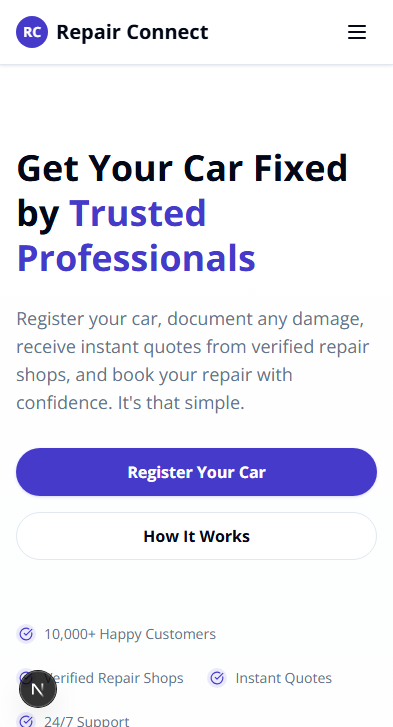 RC Repair Connect
Get Your Car Fixed
by Trusted
Professionals
Register your car, document any damage,
receive instant quotes from verified repair
shops, and book your repair with
confidence. It's that simple.
Register Your Car
How It Works
10,000+ Happy Customers
Verified Repair Shops
Instant Quotes
N
24/7 Support